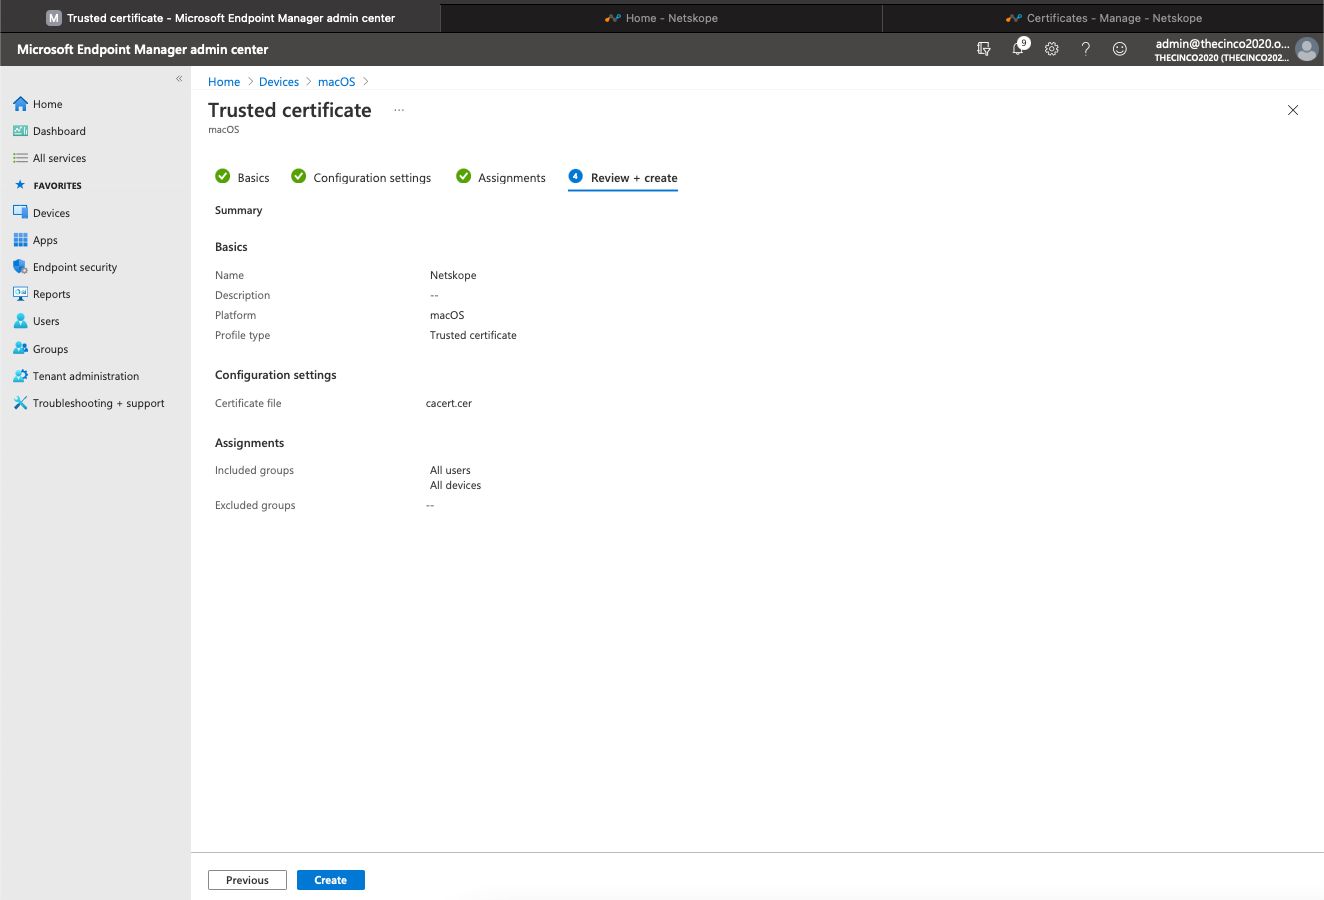 M Trusted certificate - Microsoft Endpoint Manager admin center
Home - Netskope
Certificates - Manage - Netskope
Microsoft Endpoint Manager admin center
9
?
admin@thecinco2020.o...
THECINCO2020 (THECINCO202...
«
Home
Dashboard
All services
FAVORITES
Devices
Apps
Endpoint security
Reports
Users
Groups
Tenant administration
Troubleshooting + support
Home > Devices > macOS >
Trusted certificate ...
macOS
Basics
Configuration settings
Assignments
4 Review + create
Summary
Basics
Name Netskope
Description --
Platform macOS
Profile type Trusted certificate
Configuration settings
Certificate file cacert.cer
Assignments
Included groups All users
All devices
Excluded groups --
Previous
Create